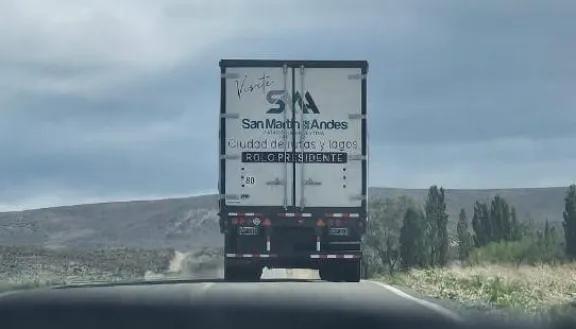 Visite
SMA
San Martín de los Andes
Ciudad de rutas y lagos
ROLO PRESIDENTE
80